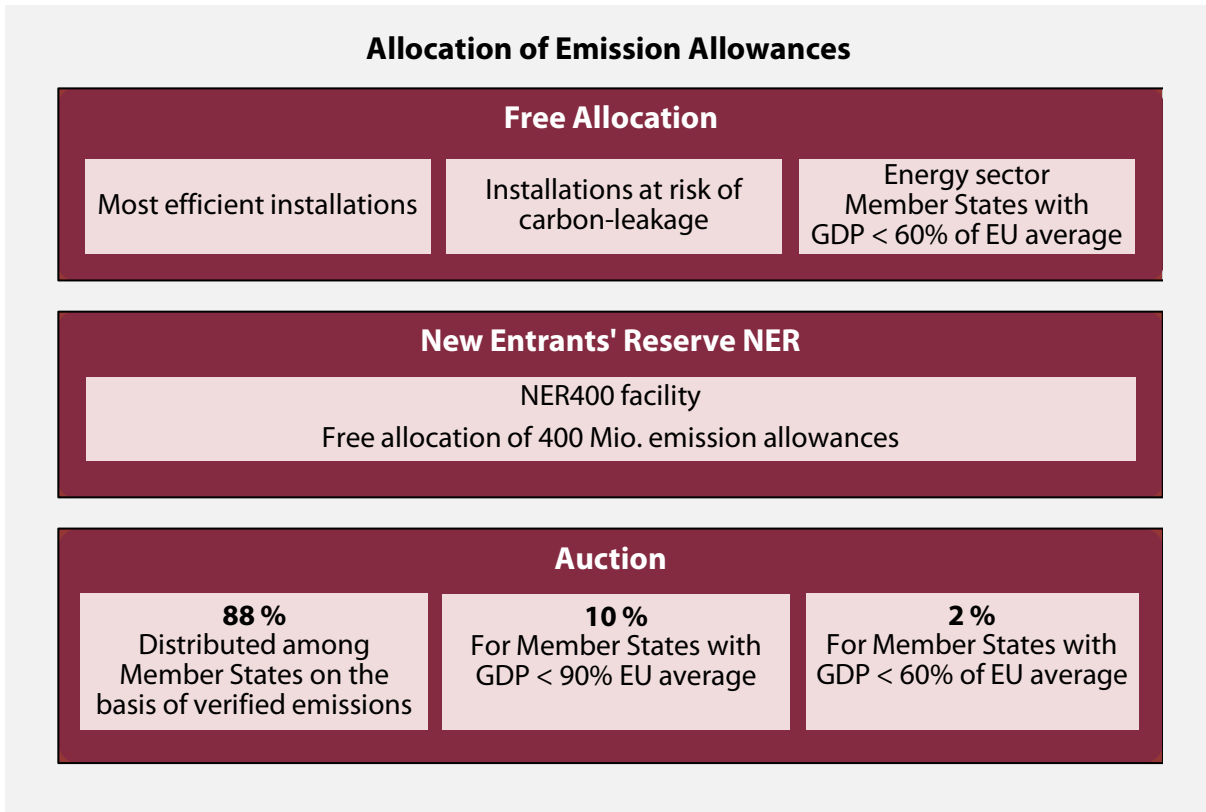 Allocation of Emission Allowances
Free Allocation
Most efficient installations
Installations at risk of
carbon-leakage
Energy sector
Member States with
GDP < 60% of EU average
New Entrants' Reserve NER
NER400 facility
Free allocation of 400 Mio. emission allowances
Auction
88 %
Distributed among
Member States on the
basis of verified emissions
10 %
For Member States with
GDP < 90% EU average
2 %
For Member States with
GDP < 60% of EU average